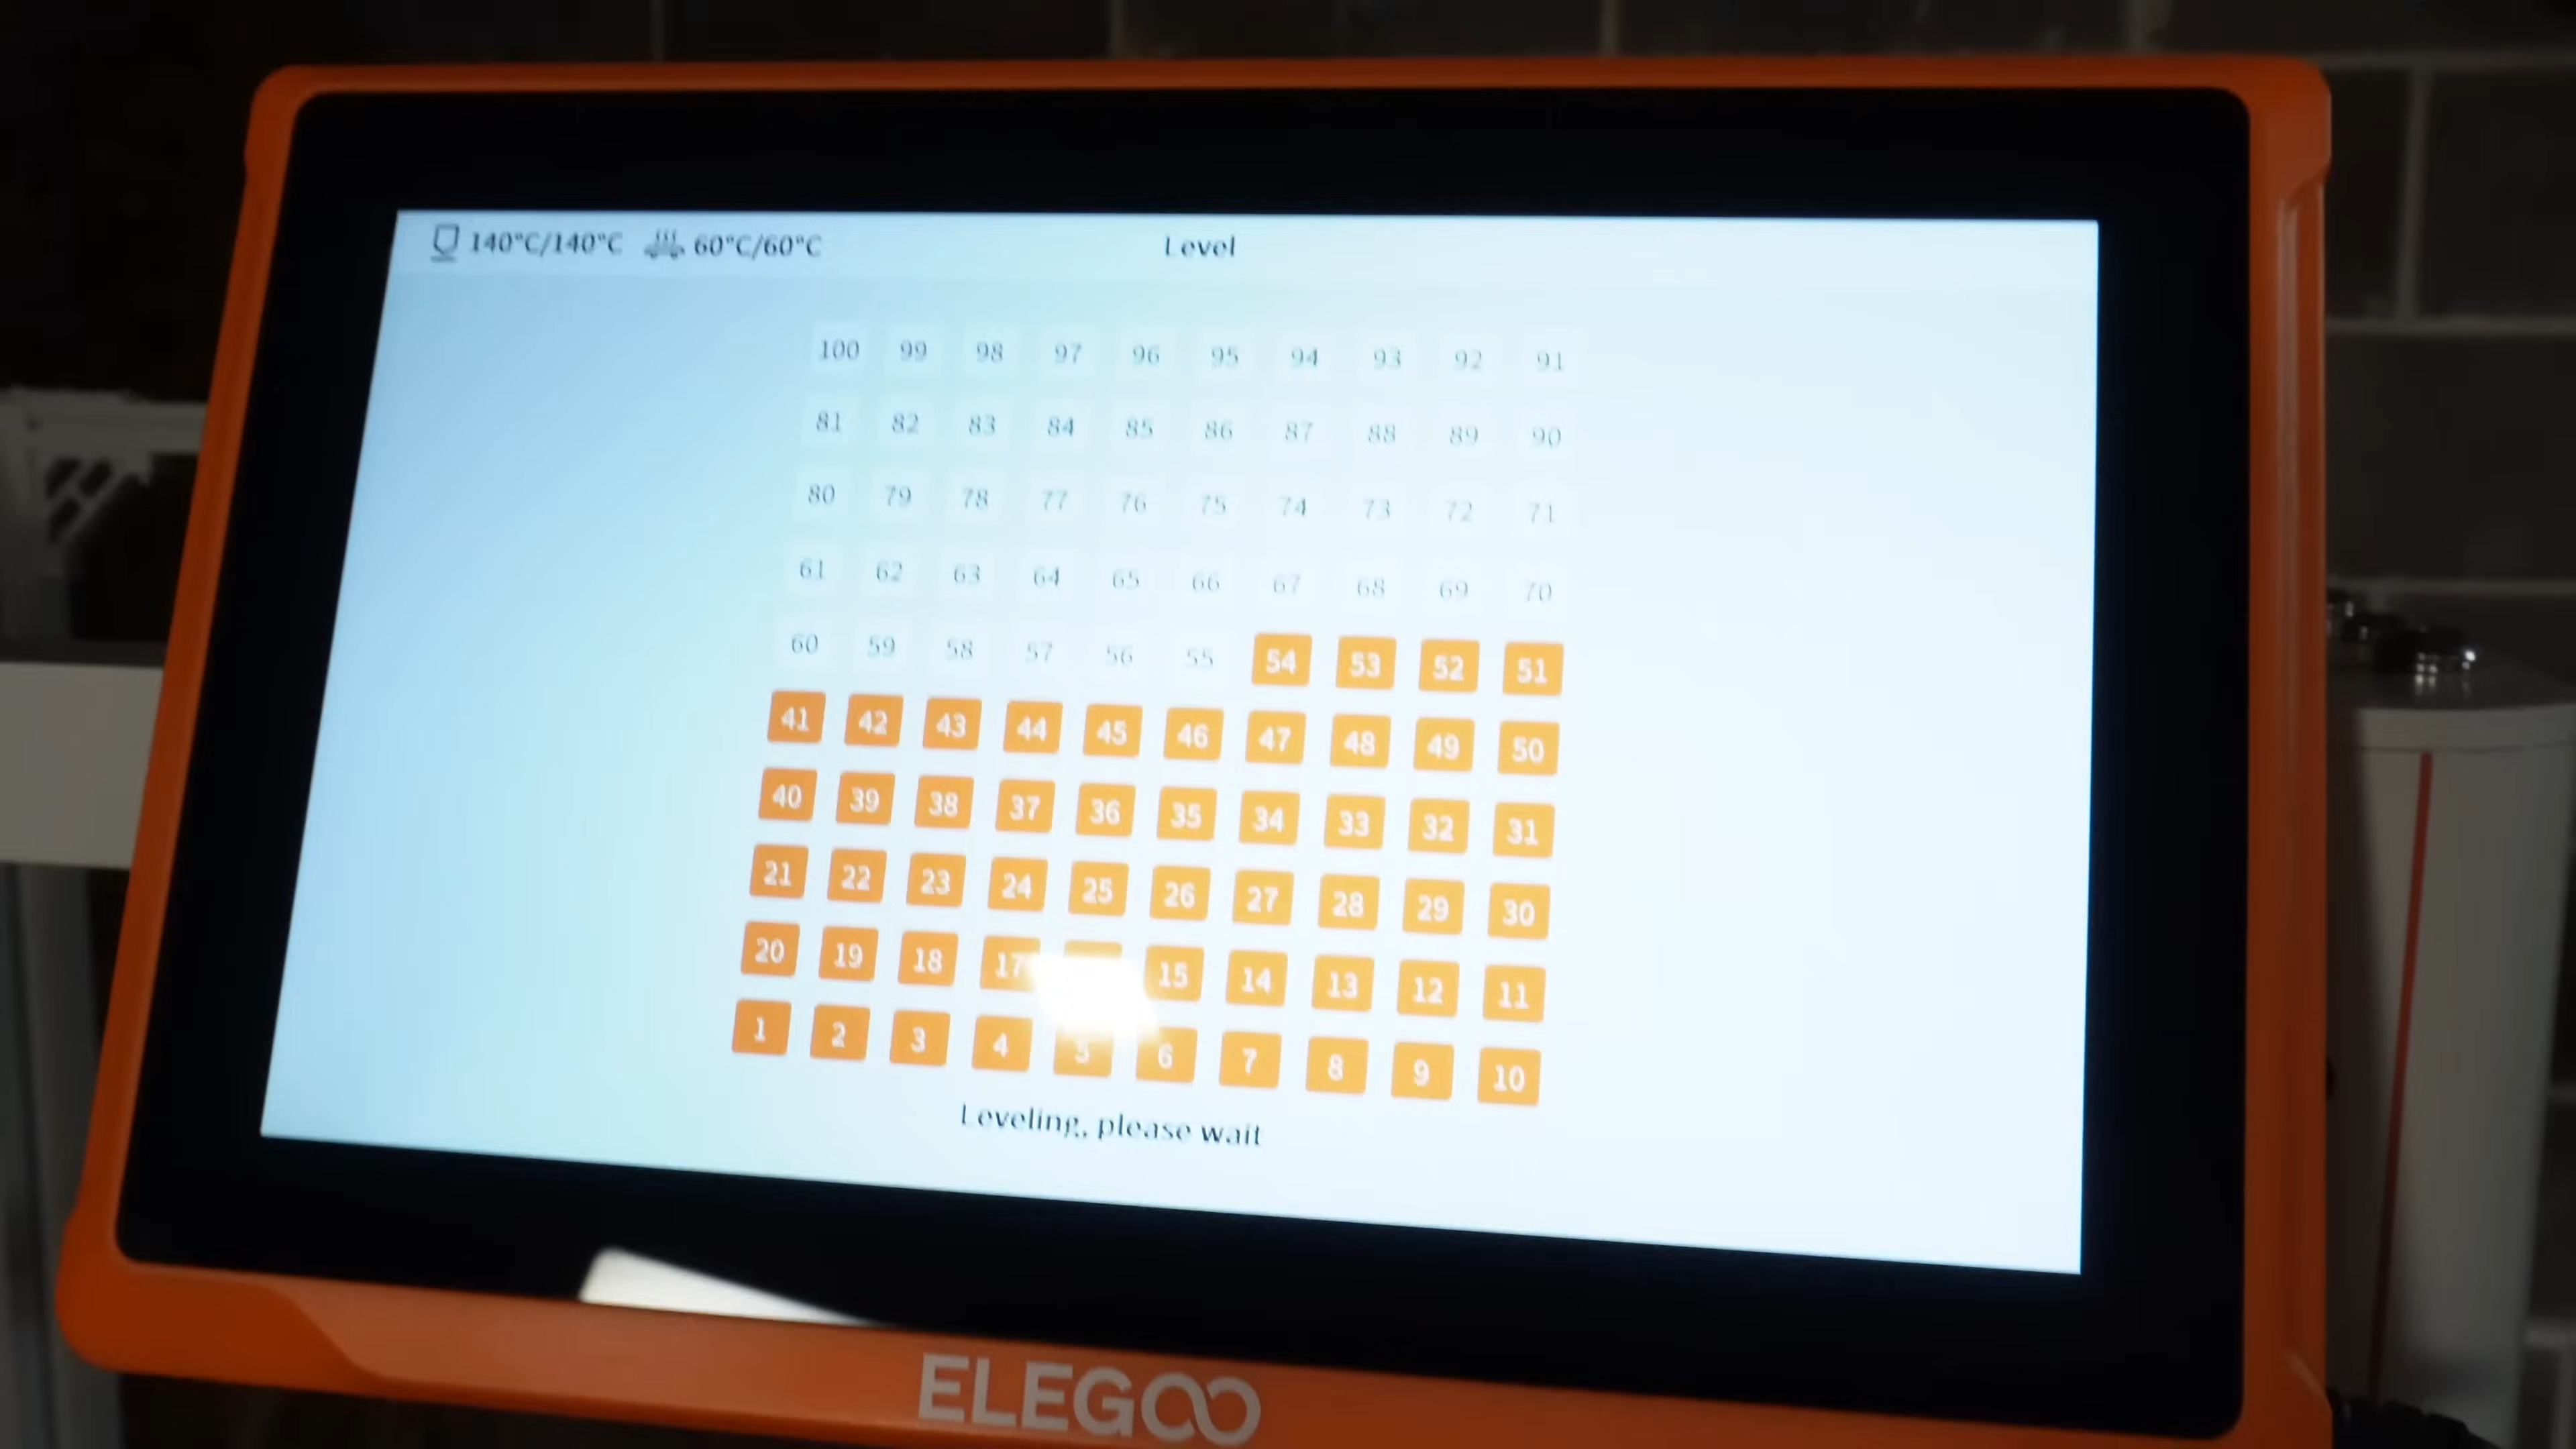 140°C/140°C 60°C/60°C Level
100 99 98 97 96 95 94 93 92 91
81 82 83 84 85 86 87 88 89 90
80 79 78 77 76 75 74 73 72 71
61 62 63 64 65 66 67 68 69 70
60 59 58 57 56 55 54 53 52 51
41 42 43 44 45 46 47 48 49 50
40 39 38 37 36 35 34 33 32 31
21 22 23 24 25 26 27 28 29 30
20 19 18 17 15 14 13 12 11
1 2 3 4 5 6 7 8 9 10
Leveling, please wait
ELEGOO